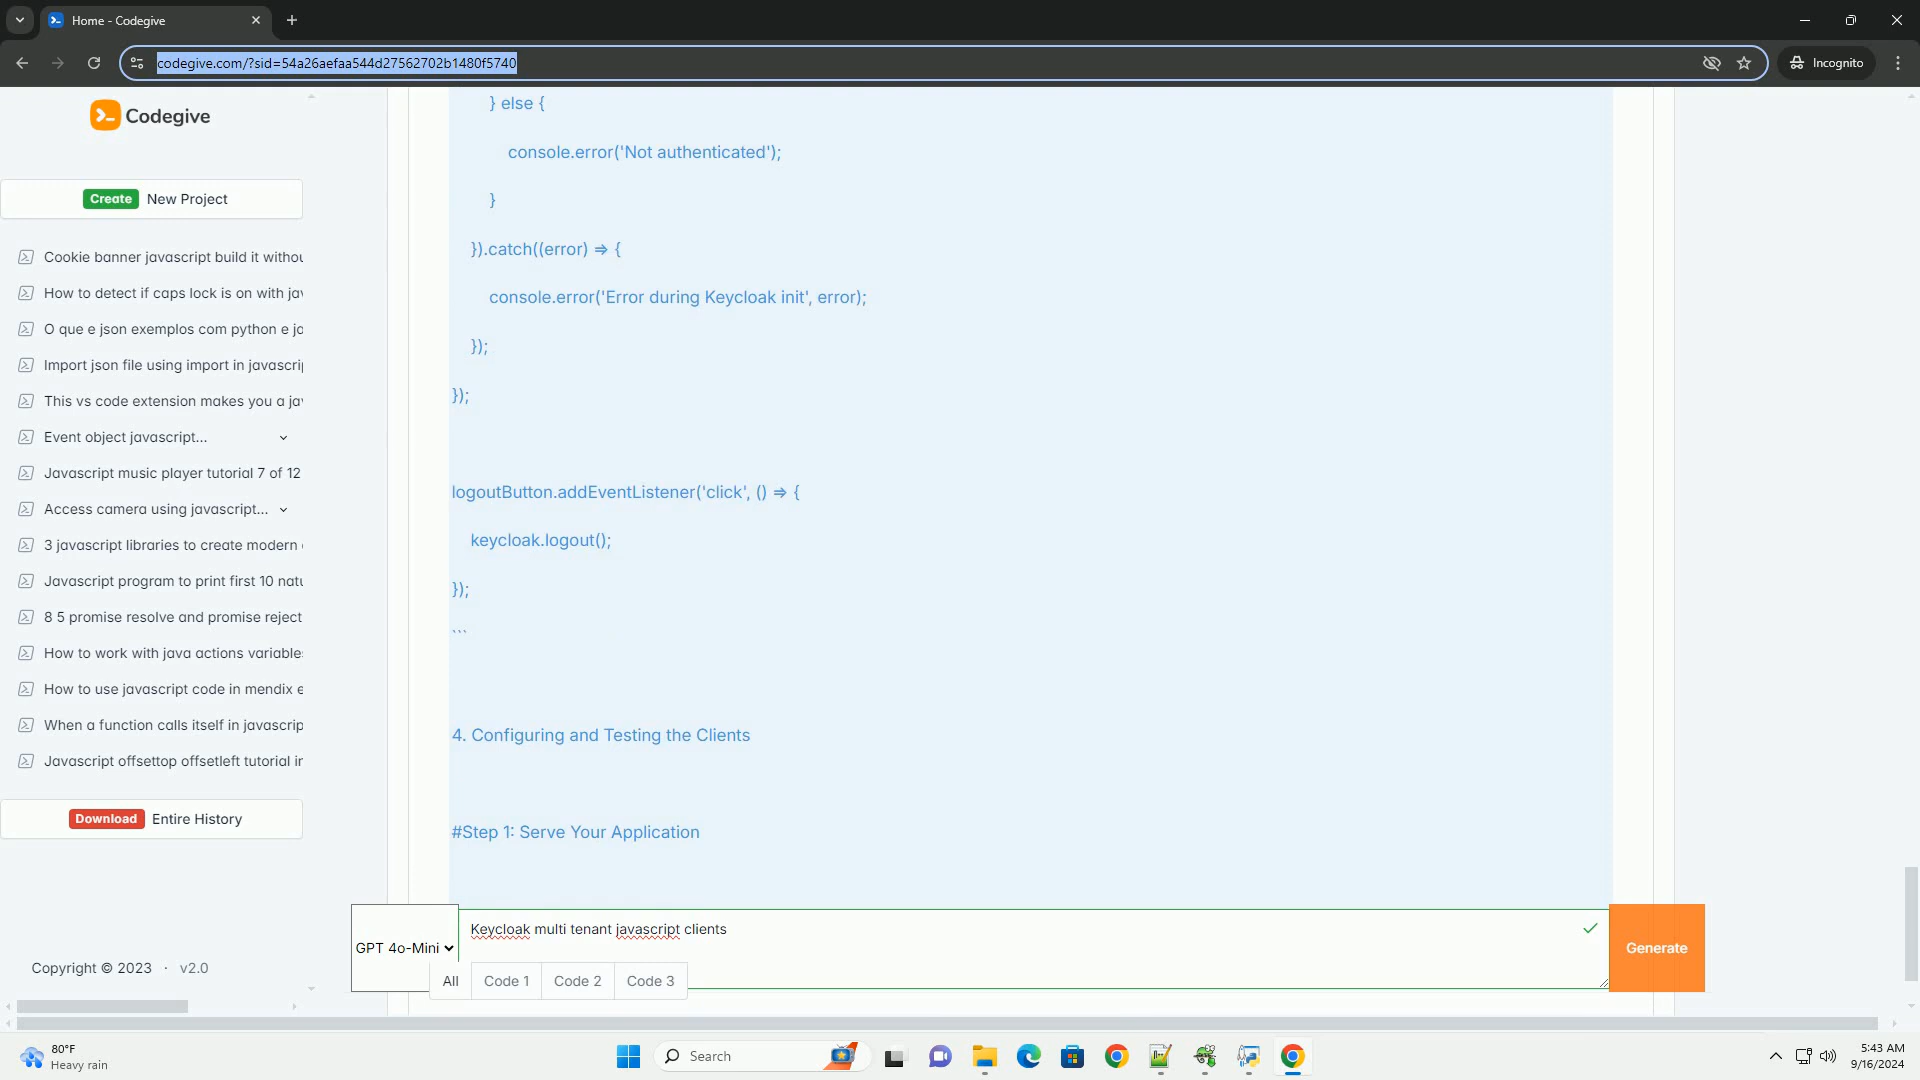 Home - Codegive
codegive.com/?sid=54a26aefaa544d27562702b1480f5740
Incognito
Codegive
Create New Project
Cookie banner javascript build it withou
How to detect if caps lock is on with jav
O que e json exemplos com python e ja
Import json file using import in javascrip
This vs code extension makes you a jav
Event object javascript...
Javascript music player tutorial 7 of 12
Access camera using javascript...
3 javascript libraries to create modern
Javascript program to print first 10 natu
8 5 promise resolve and promise reject
How to work with java actions variables
How to use javascript code in mendix e
When a function calls itself in javascrip
Javascript offsettop offsetleft tutorial in
Download Entire History
Copyright © 2023 · v2.0
} else {
console.error('Not authenticated');
}
}).catch((error) => {
console.error('Error during Keycloak init', error);
});
});
logoutButton.addEventListener('click', () => {
keycloak.logout();
});
```
4. Configuring and Testing the Clients
#Step 1: Serve Your Application
GPT 4o-Mini
Keycloak multi tenant javascript clients
Generate
All
Code 1
Code 2
Code 3
80°F
Heavy rain
Search
5:43 AM
9/16/2024